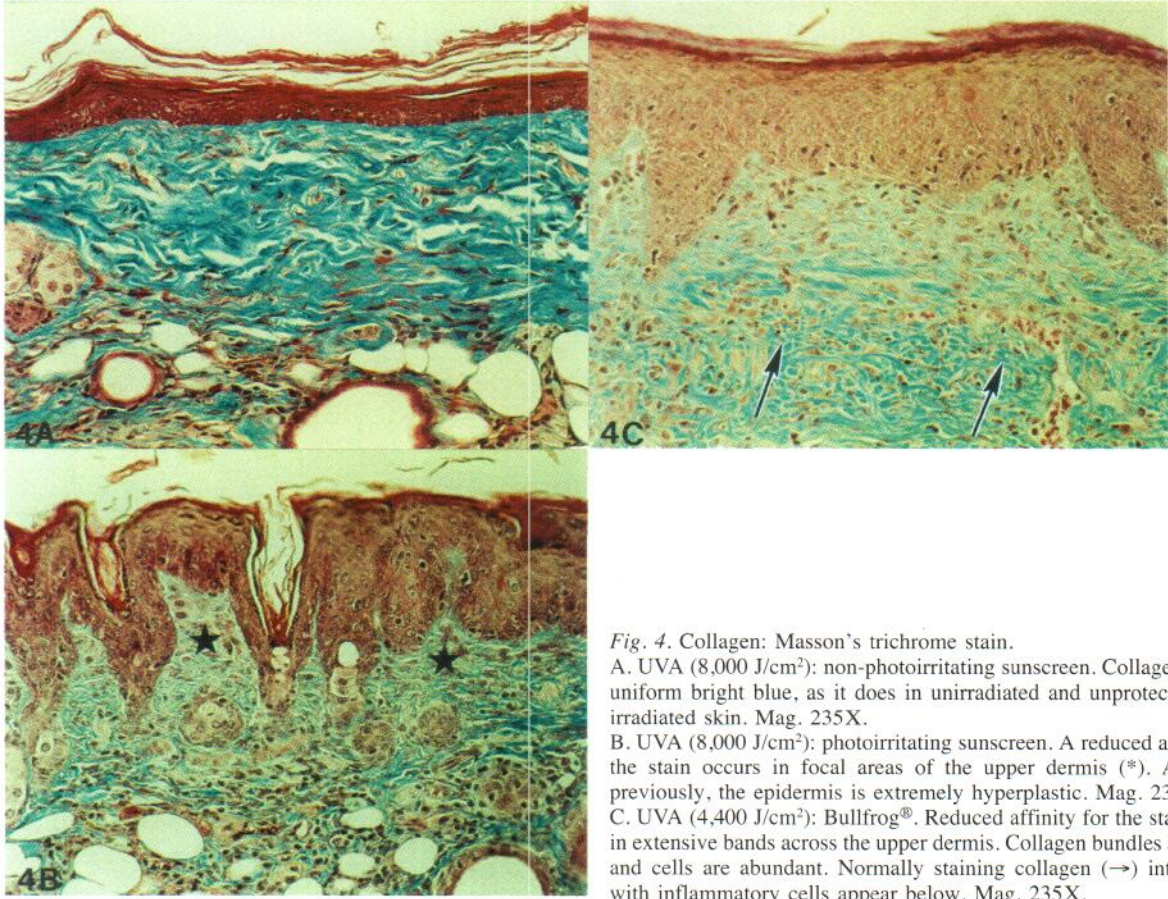 4A
4C
4B
Fig. 4. Collagen: Masson's trichrome stain.
A. UVA (8,000 J/cm²): non-photoirritating sunscreen. Collage
uniform bright blue, as it does in unirradiated and unprotec
irradiated skin. Mag. 235X.
B. UVA (8,000 J/cm²): photoirritating sunscreen. A reduced a
the stain occurs in focal areas of the upper dermis (*). A
previously, the epidermis is extremely hyperplastic. Mag. 23
C. UVA (4,400 J/cm²): Bullfrog®. Reduced affinity for the sta
in extensive bands across the upper dermis. Collagen bundles
and cells are abundant. Normally staining collagen (→) int
with inflammatory cells appear below. Mag. 235X.